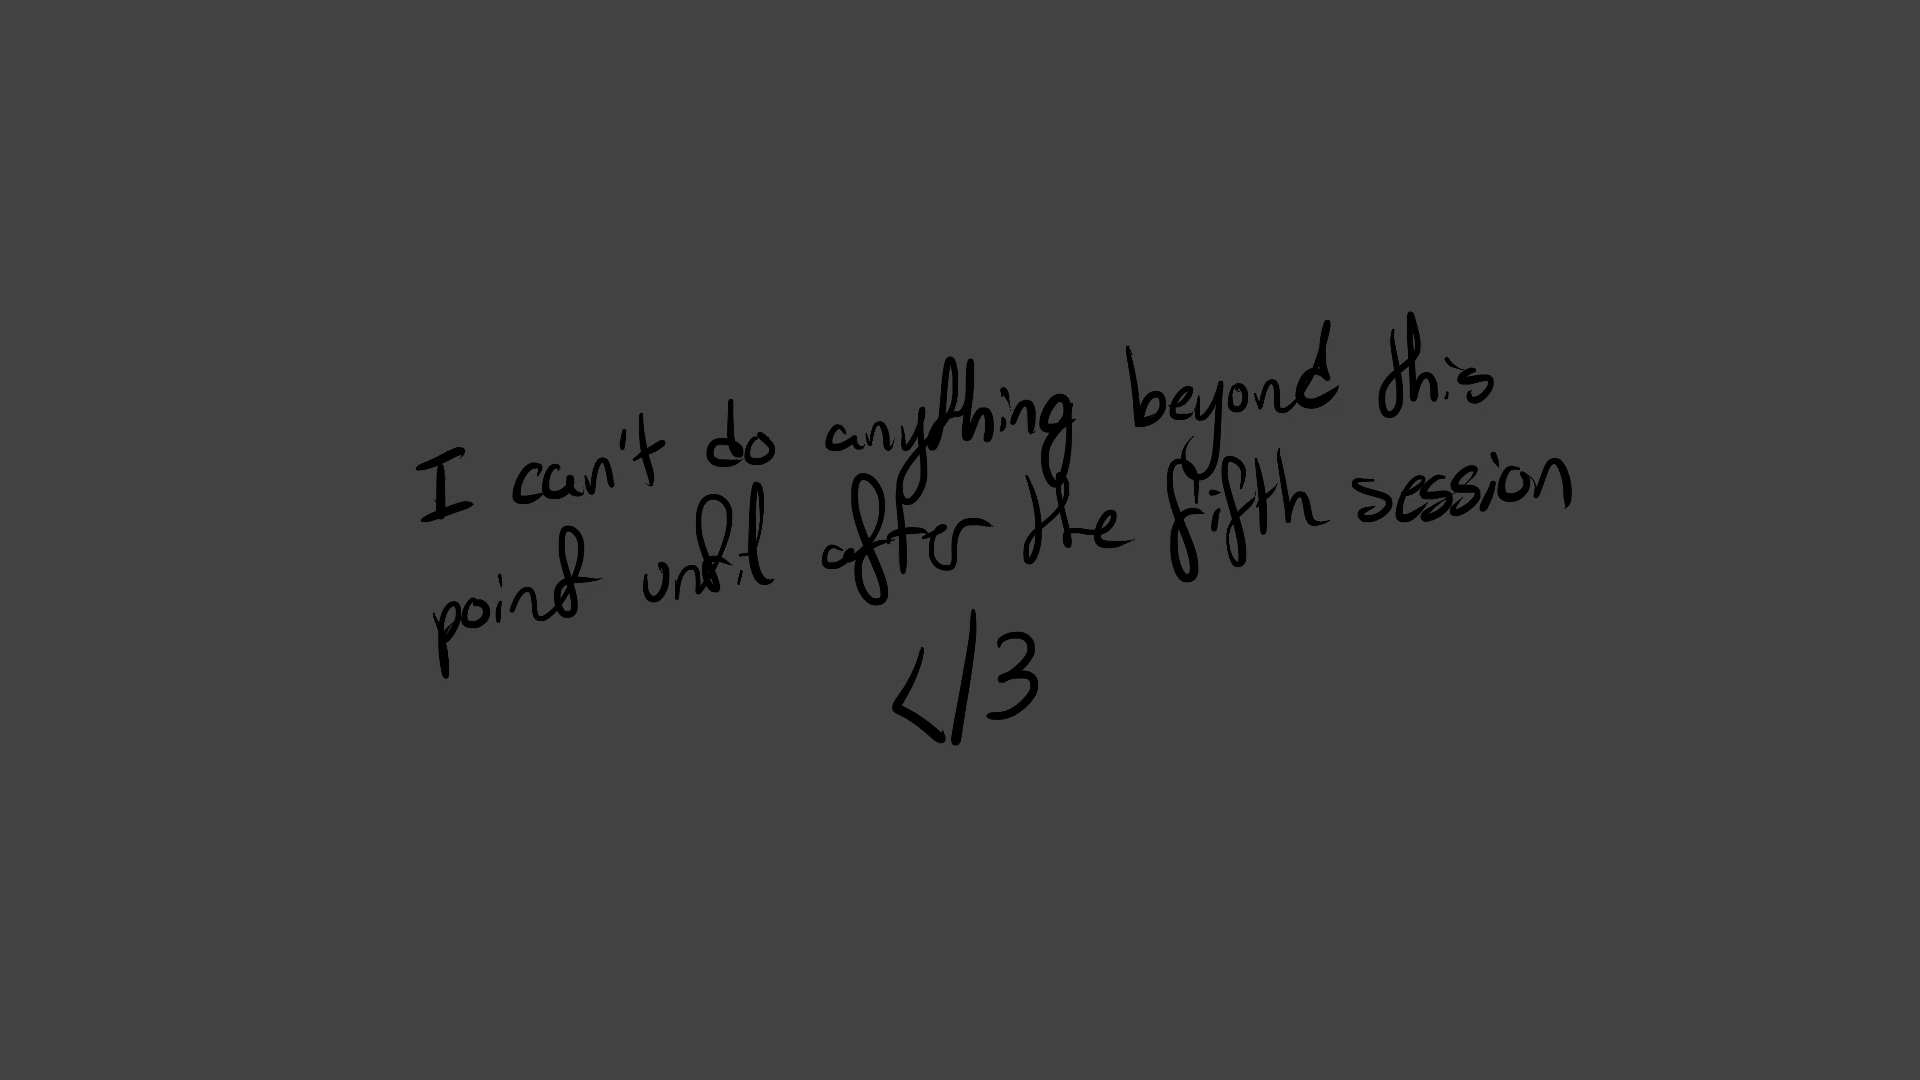 I can't do anything beyond this
point until after the fifth session
</3